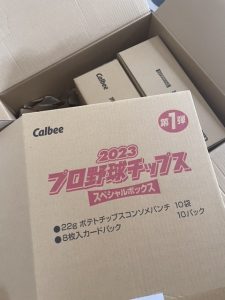 Calbee
第1弾
2023
プロ野球チップス
スペシャルボックス
●22g ポテトチップスコンソメパンチ 10袋
●8枚入カードパック 10パック
Calbee